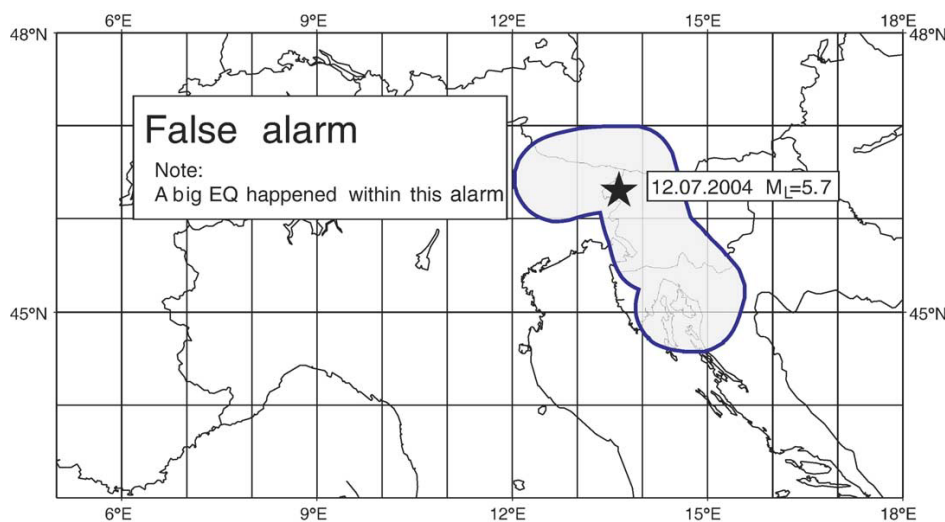 6°E 9°E 12°E 15°E 18°E
48°N 48°N
False alarm
Note:
A big EQ happened within this alarm
12.07.2004 ML=5.7
45°N 45°N
6°E 9°E 12°E 15°E 18°E